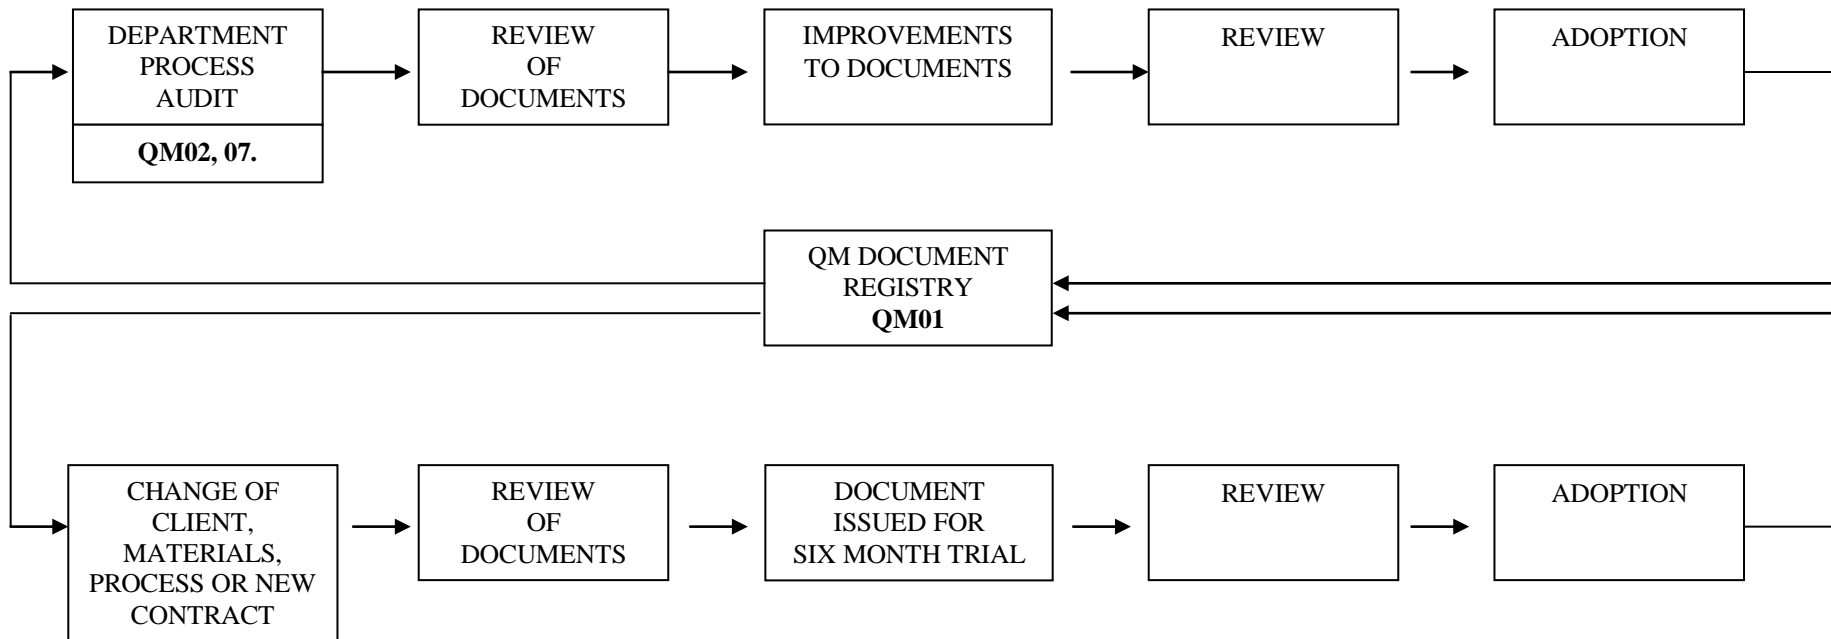 DEPARTMENT
PROCESS
AUDIT
QM02, 07.
REVIEW
OF
DOCUMENTS
IMPROVEMENTS
TO DOCUMENTS
REVIEW
ADOPTION
QM DOCUMENT
REGISTRY
QM01
CHANGE OF
CLIENT,
MATERIALS,
PROCESS OR NEW
CONTRACT
REVIEW
OF
DOCUMENTS
DOCUMENT
ISSUED FOR
SIX MONTH TRIAL
REVIEW
ADOPTION